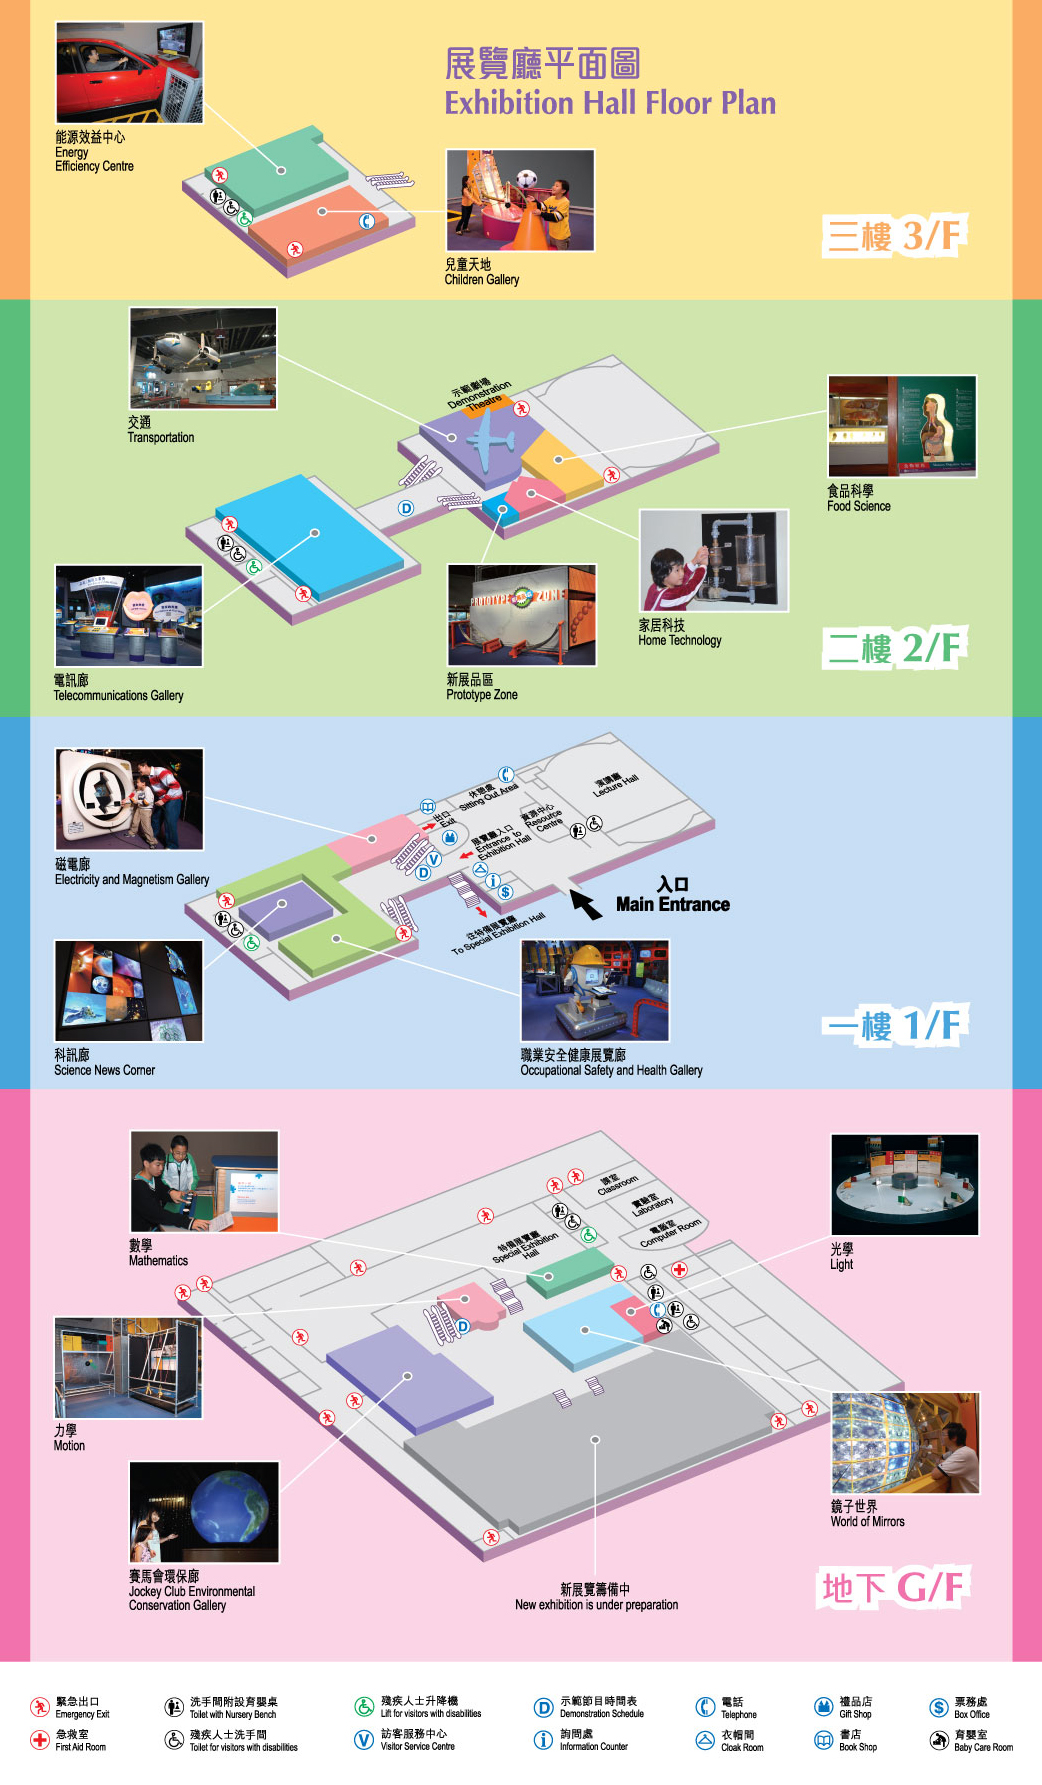 展覽廳平面圖
Exhibition Hall Floor Plan
能源效益中心
Energy
Efficiency Centre
兒童天地
Children Gallery
三樓 3/F
交通
Transportation
示範劇場
Demonstration
Theatre
食品科學
Food Science
D
PROTOTYPE ZONE
家居科技
Home Technology
電訊廊
Telecommunications Gallery
新展品區
Prototype Zone
二樓 2/F
磁電廊
Electricity and Magnetism Gallery
休憩處
Sitting Out Area
演講廳
Lecture Hall
出口
Exit
資源中心
Resource
Centre
展覽廳入口
Entrance to
Exhibition Hall
V
D
i
$
入口
Main Entrance
往特備展覽廳
To Special Exhibition Hall
科訊廊
Science News Corner
職業安全健康展覽廊
Occupational Safety and Health Gallery
一樓 1/F
課室
Classroom
實驗室
Laboratory
電腦室
Computer Room
特備展覽廳
Special Exhibition
Hall
數學
Mathematics
光學
Light
D
力學
Motion
鏡子世界
World of Mirrors
賽馬會環保廊
Jockey Club Environmental
Conservation Gallery
新展覽籌備中
New exhibition is under preparation
地下 G/F
緊急出口
Emergency Exit
洗手間附設育嬰桌
Toilet with Nursery Bench
殘疾人士升降機
Lift for visitors with disabilities
D
示範節目時間表
Demonstration Schedule
電話
Telephone
禮品店
Gift Shop
$
票務處
Box Office
急救室
First Aid Room
殘疾人士洗手間
Toilet for visitors with disabilities
V
訪客服務中心
Visitor Service Centre
i
詢問處
Information Counter
衣帽間
Cloak Room
書店
Book Shop
育嬰室
Baby Care Room